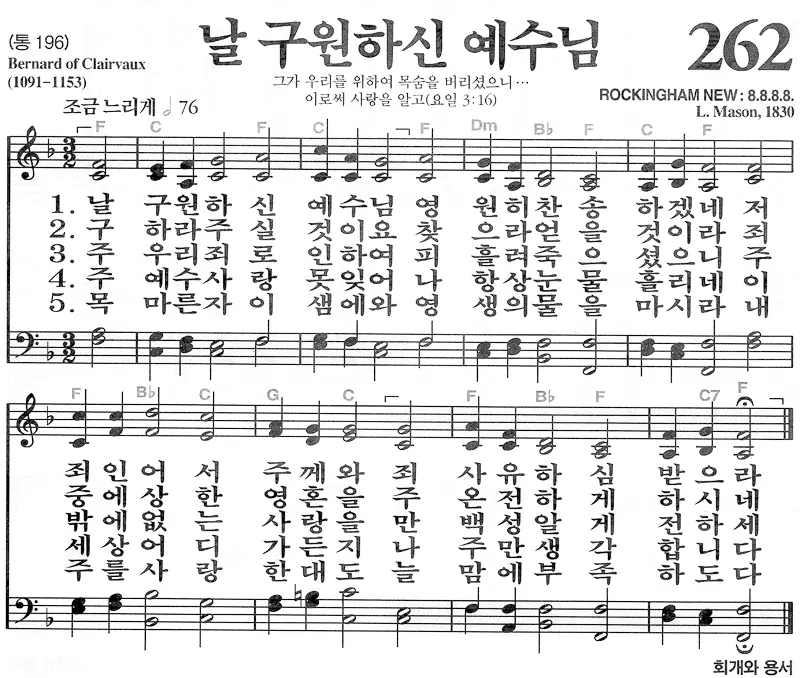 (통 196)
날 구원하신 예수님
262
Bernard of Clairvaux
(1091-1153)
그가 우리를 위하여 목숨을 버리셨으니…
이로써 사랑을 알고(요일 3:16)
ROCKINGHAM NEW : 8.8.8.8.
L. Mason, 1830
조금 느리게 𝅗𝅥 76
F C F C F Dm B♭ F C F
1. 날 구원하신 예수님 영원히 찬송하겠네 저
2. 구하라 주실 것이요 찾으라 얻을 것이라 죄
3. 주 우리 죄로 인하여 피 흘려 죽으셨으니 주
4. 주 예수 사랑 못 잊어 나 항상 눈물 흘리네 이
5. 목마른 자 이 샘에 와 영생의 물을 마시라 내
F B♭ C G C F B♭ F C7 F
죄인 어서 주께 와 죄 사유하심 받으라
중에 상한 영혼을 주 온전하게 하시네
밖에 없는 사랑을 만백성 알게 전하세
세상 어디 가든지 나 주만 생각합니다
주를 사랑한대도 늘 맘에 부족하도다
회개와 용서